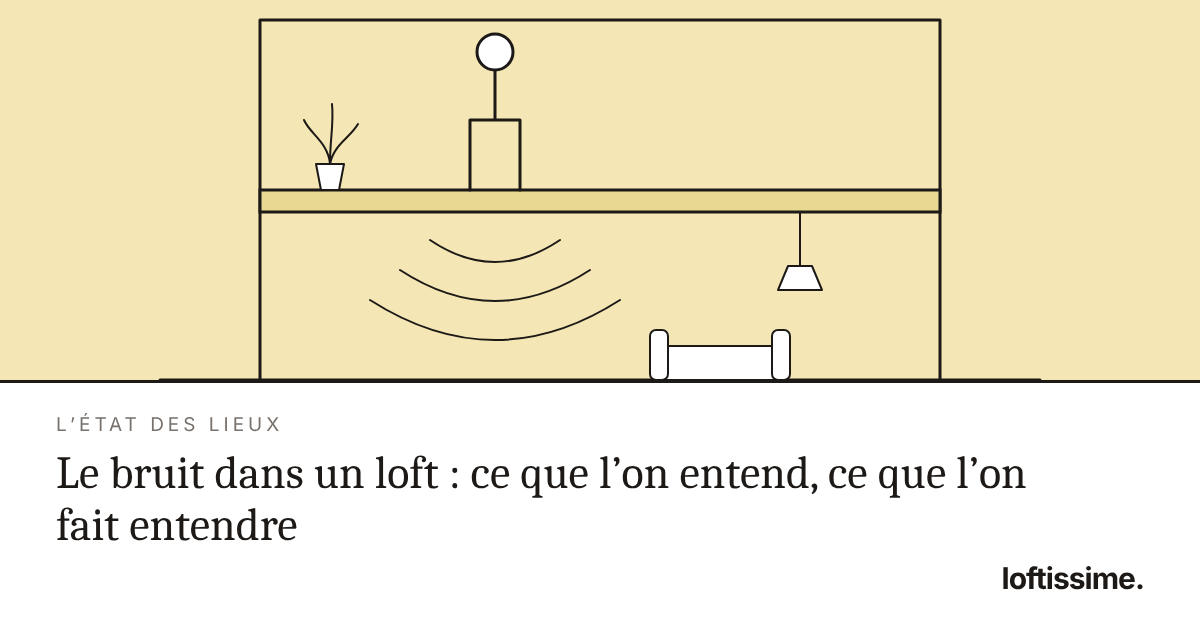 L’ÉTAT DES LIEUX
Le bruit dans un loft : ce que l’on entend, ce que l’on
fait entendre
loftissime.